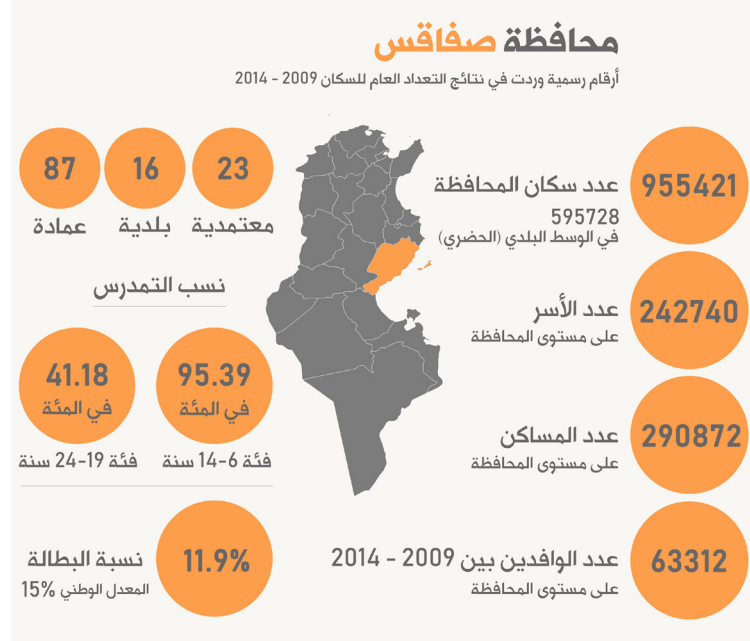 محافظة صفاقس
أرقام رسمية وردت في نتائج التعداد العام للسكان 2009 - 2014
955421
عدد سكان المحافظة
595728
في الوسط البلدي (الحضري)
242740
عدد الأسر
على مستوى المحافظة
290872
عدد المساكن
على مستوى المحافظة
63312
عدد الوافدين بين 2009 - 2014
على مستوى المحافظة
23
معتمدية
16
بلدية
87
عمادة
نسب التمدرس
95.39
في المئة
فئة 6-14 سنة
41.18
في المئة
فئة 19-24 سنة
11.9%
نسبة البطالة
المعدل الوطني 15%